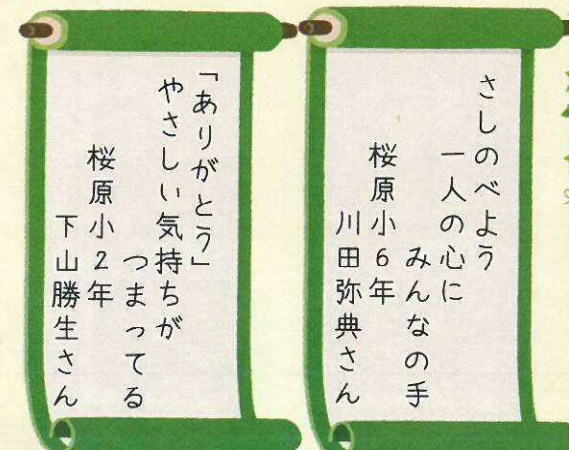 さしのべよう
一人の心に
みんなの手
桜原小6年
川田弥典さん
「ありがとう」
やさしい気持ちが
つまってる
桜原小2年
下山勝生さん